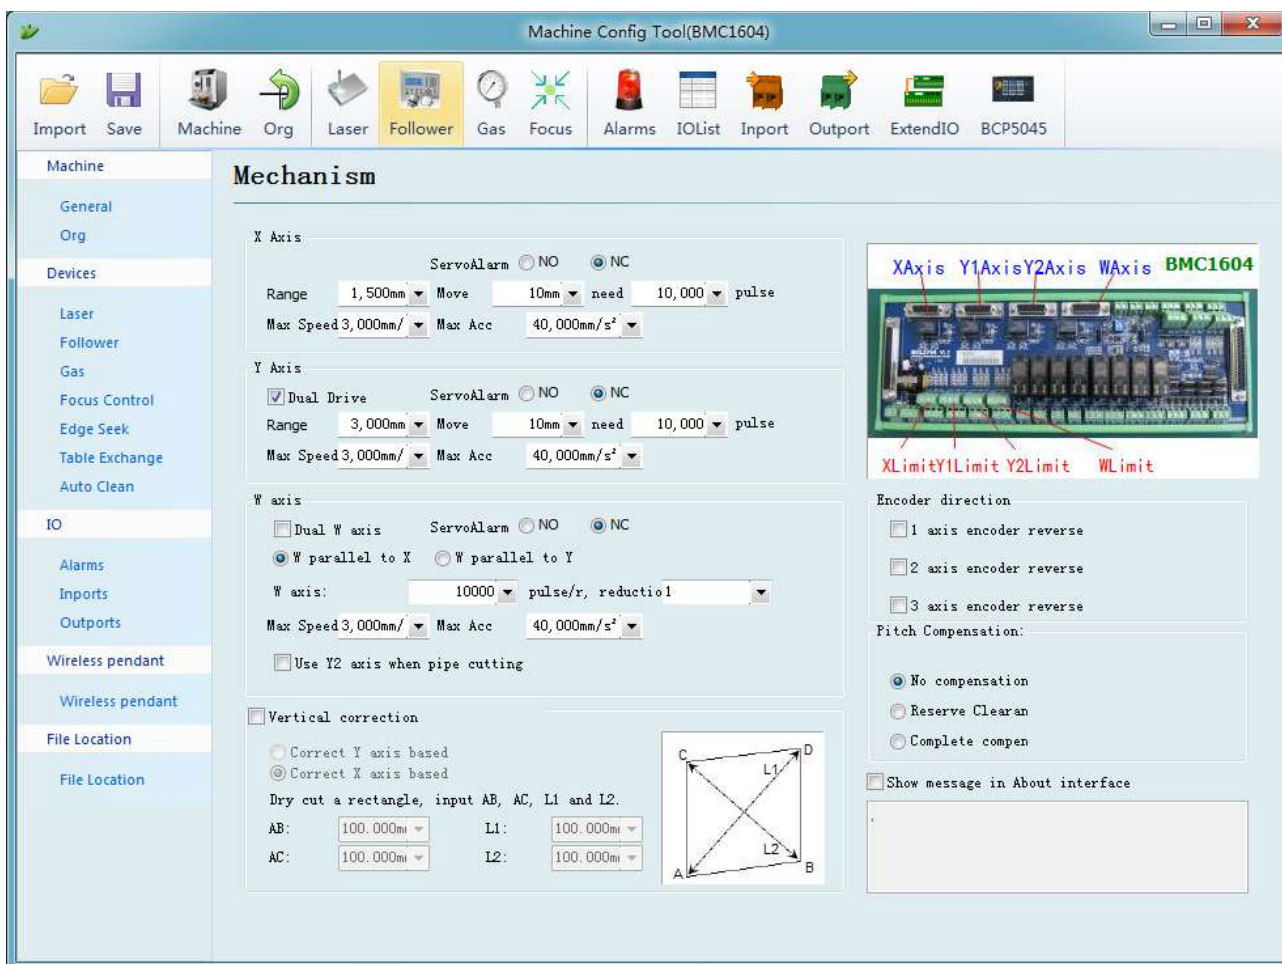 Machine Config Tool(BMC1604)
Import Save Machine Org Laser Follower Gas Focus Alarms IOList Inport Outport ExtendIO BCP5045
Machine
General
Org
Devices
Laser
Follower
Gas
Focus Control
Edge Seek
Table Exchange
Auto Clean
IO
Alarms
Inports
Outports
Wireless pendant
Wireless pendant
File Location
File Location
Mechanism
X Axis
ServoAlarm NO NC
Range 1,500mm Move 10mm need 10,000 pulse
Max Speed 3,000mm/ Max Acc 40,000mm/s²
Y Axis
Dual Drive ServoAlarm NO NC
Range 3,000mm Move 10mm need 10,000 pulse
Max Speed 3,000mm/ Max Acc 40,000mm/s²
W axis
Dual W axis ServoAlarm NO NC
W parallel to X W parallel to Y
W axis: 10000 pulse/r, reductio 1
Max Speed 3,000mm/ Max Acc 40,000mm/s²
Use Y2 axis when pipe cutting
Vertical correction
Correct Y axis based
Correct X axis based
Dry cut a rectangle, input AB, AC, L1 and L2.
AB: 100.000m L1: 100.000m
AC: 100.000m L2: 100.000m
C D
L1
L2
A B
XAxis Y1Axis Y2Axis WAxis BMC1604
XLimit Y1Limit Y2Limit WLimit
Encoder direction
1 axis encoder reverse
2 axis encoder reverse
3 axis encoder reverse
Pitch Compensation:
No compensation
Reserve Clearan
Complete compen
Show message in About interface